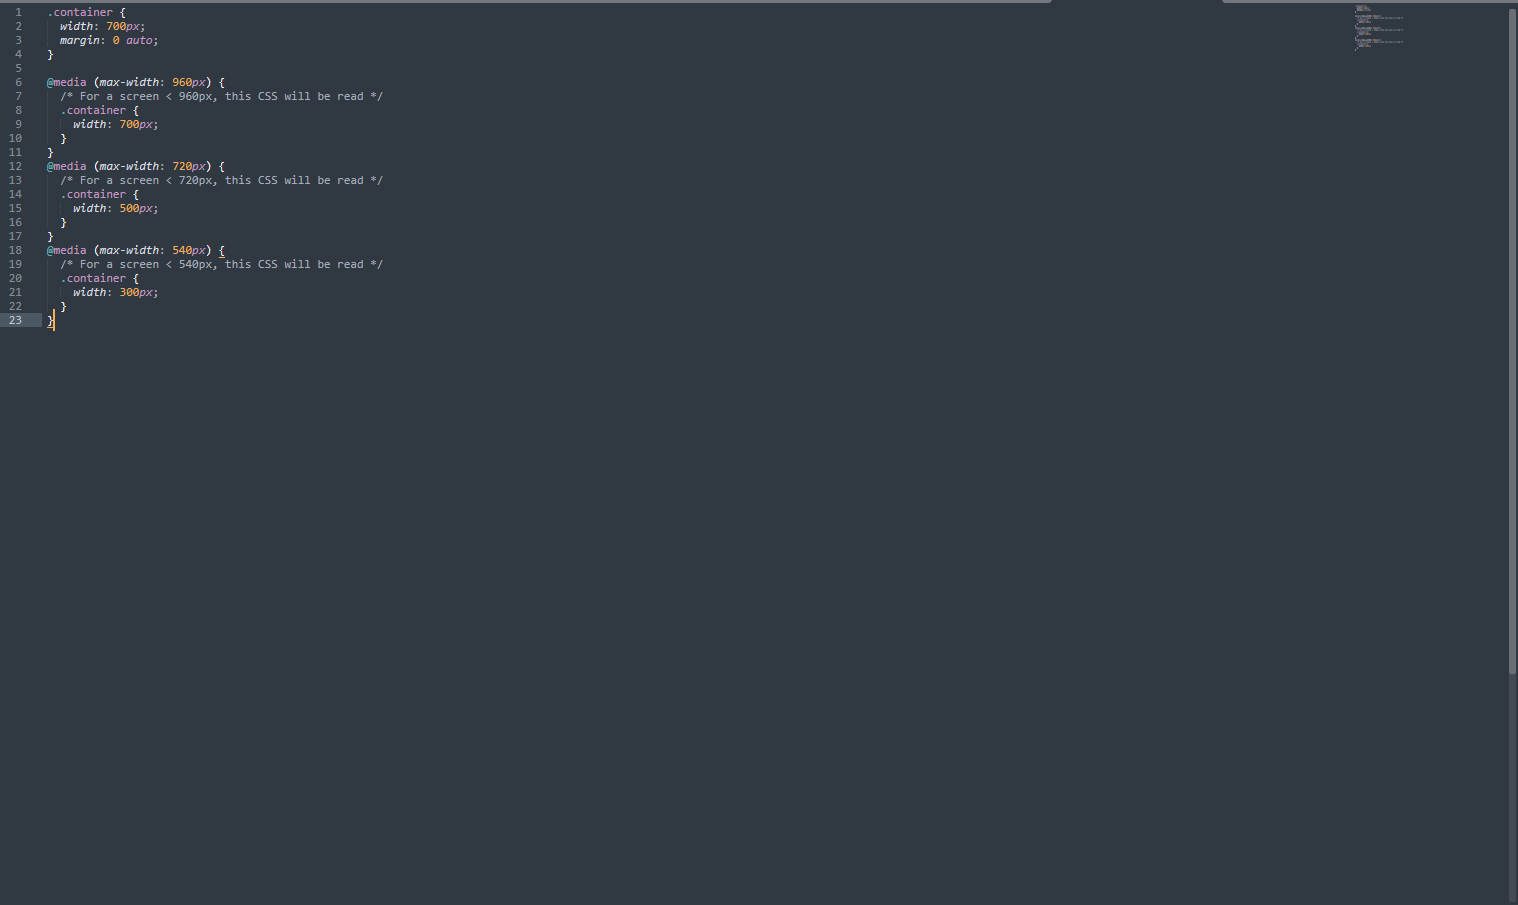 1 .container {
2 width: 700px;
3 margin: 0 auto;
4 }
5
6 @media (max-width: 960px) {
7 /* For a screen < 960px, this CSS will be read */
8 .container {
9 width: 700px;
10 }
11 }
12 @media (max-width: 720px) {
13 /* For a screen < 720px, this CSS will be read */
14 .container {
15 width: 500px;
16 }
17 }
18 @media (max-width: 540px) {
19 /* For a screen < 540px, this CSS will be read */
20 .container {
21 width: 300px;
22 }
23 }